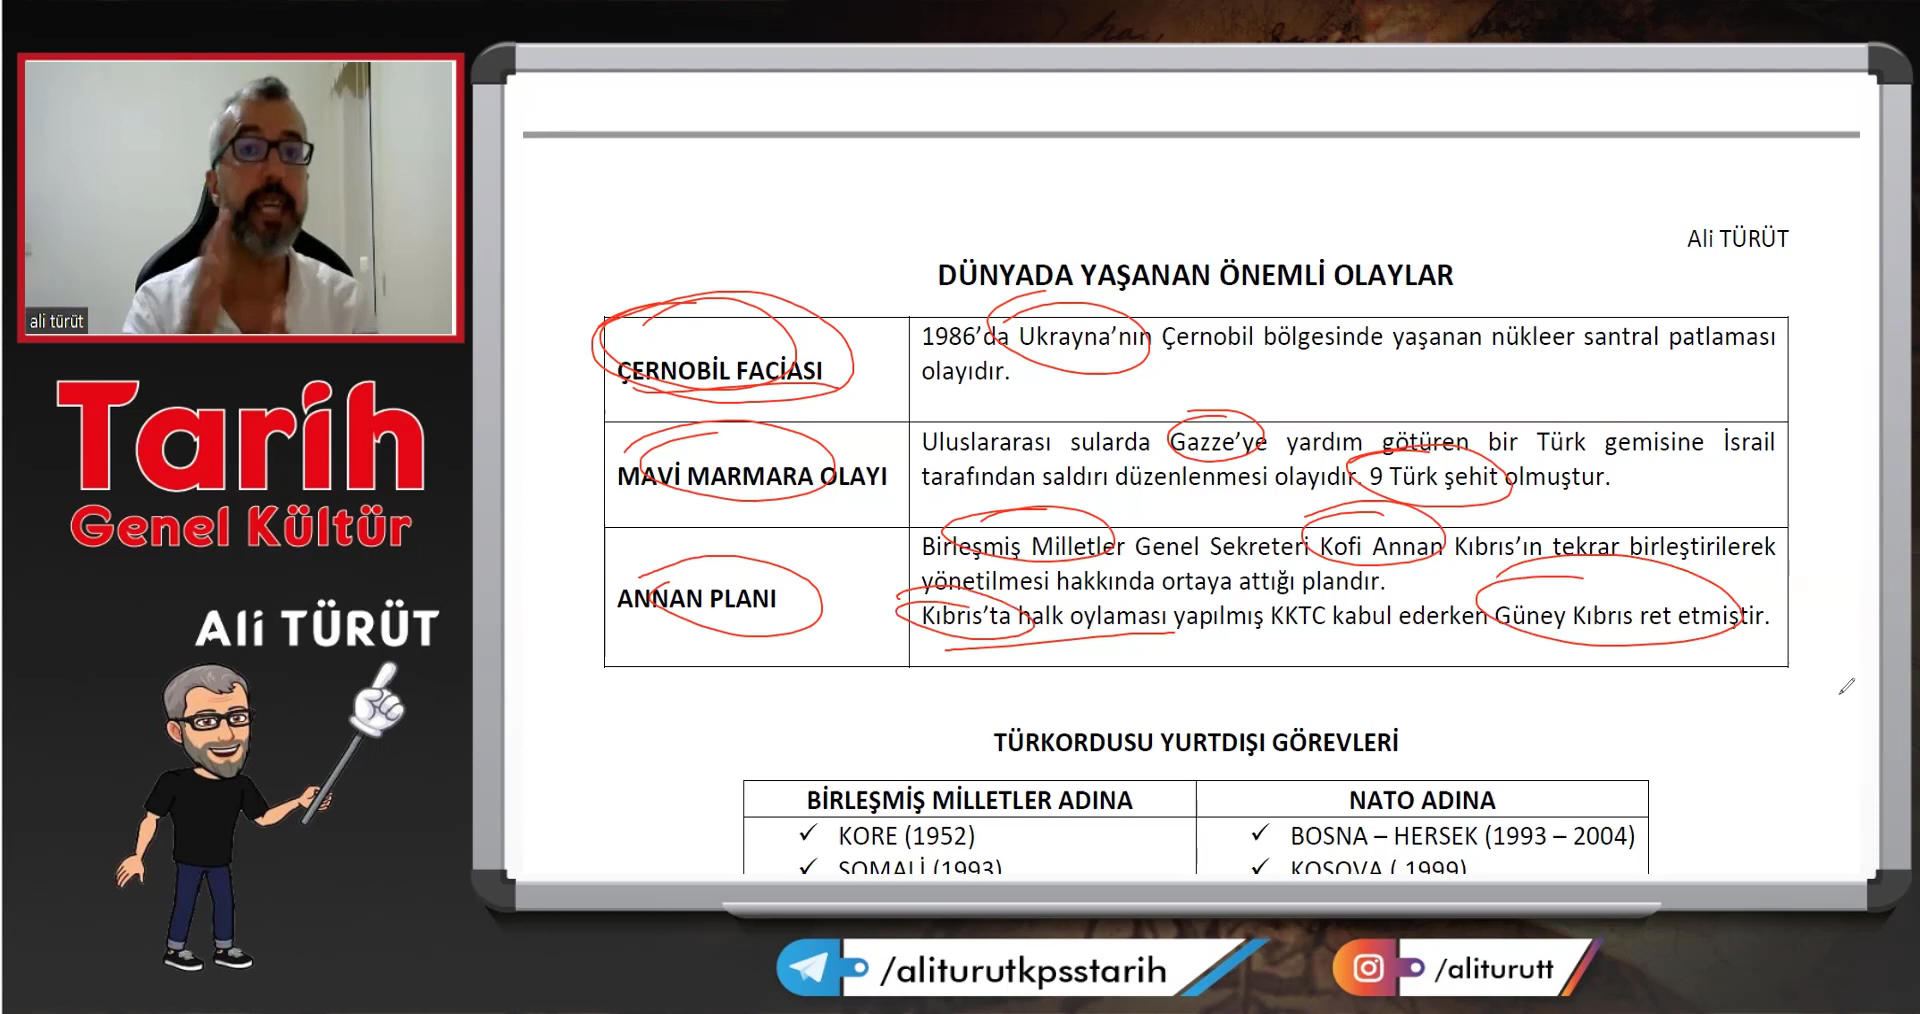 ali türüt
Tarih
Genel Kültür
Ali TÜRÜT
Ali TÜRÜT
DÜNYADA YAŞANAN ÖNEMLİ OLAYLAR
ÇERNOBİL FACİASI
1986’da Ukrayna’nın Çernobil bölgesinde yaşanan nükleer santral patlaması
olayıdır.
MAVİ MARMARA OLAYI
Uluslararası sularda Gazze’ye yardım götüren bir Türk gemisine İsrail
tarafından saldırı düzenlenmesi olayıdır. 9 Türk şehit olmuştur.
ANNAN PLANI
Birleşmiş Milletler Genel Sekreteri Kofi Annan Kıbrıs’ın tekrar birleştirilerek
yönetilmesi hakkında ortaya attığı plandır.
Kıbrıs’ta halk oylaması yapılmış KKTC kabul ederken Güney Kıbrıs ret etmiştir.
TÜRKORDUSU YURTDIŞI GÖREVLERİ
BİRLEŞMİŞ MİLLETLER ADINA
NATO ADINA
✓ KORE (1952)
✓ BOSNA – HERSEK (1993 – 2004)
✓ SOMALİ (1993)
✓ KOSOVA ( 1999)
/aliturutkpsstarih
/aliturutt